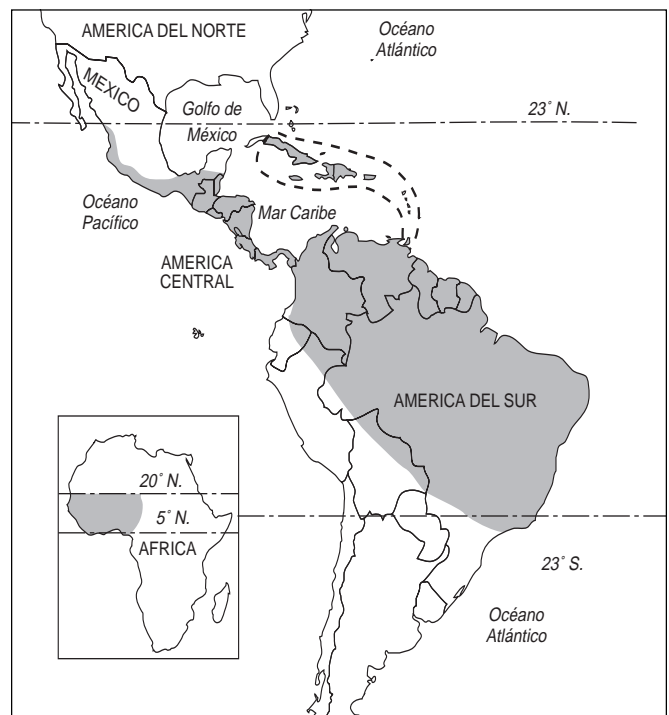 AMERICA DEL NORTE
Océano
Atlántico
MEXICO
Golfo de
México
23° N.
Océano
Pacífico
Mar Caribe
AMERICA
CENTRAL
AMERICA DEL SUR
20° N.
5° N.
AFRICA
23° S.
Océano
Atlántico